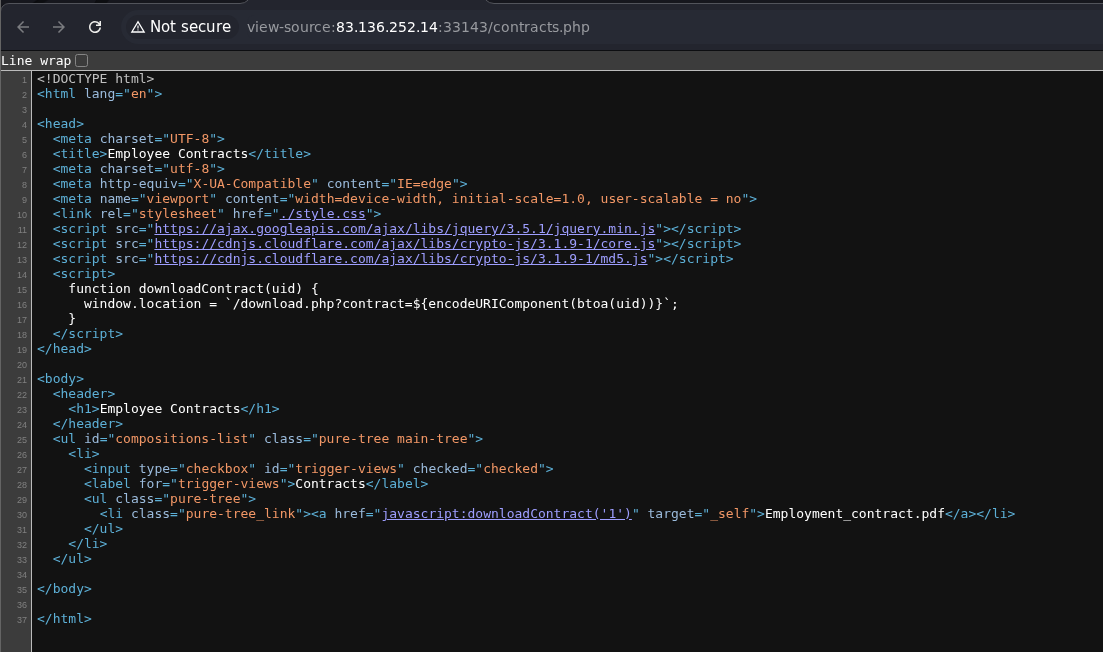 Not secure view-source:83.136.252.14:33143/contracts.php
Line wrap
1 <!DOCTYPE html>
2 <html lang="en">
3
4 <head>
5   <meta charset="UTF-8">
6   <title>Employee Contracts</title>
7   <meta charset="utf-8">
8   <meta http-equiv="X-UA-Compatible" content="IE=edge">
9   <meta name="viewport" content="width=device-width, initial-scale=1.0, user-scalable = no">
10   <link rel="stylesheet" href="./style.css">
11   <script src="https://ajax.googleapis.com/ajax/libs/jquery/3.5.1/jquery.min.js"></script>
12   <script src="https://cdnjs.cloudflare.com/ajax/libs/crypto-js/3.1.9-1/core.js"></script>
13   <script src="https://cdnjs.cloudflare.com/ajax/libs/crypto-js/3.1.9-1/md5.js"></script>
14   <script>
15     function downloadContract(uid) {
16       window.location = `/download.php?contract=${encodeURIComponent(btoa(uid))}`;
17     }
18   </script>
19 </head>
20
21 <body>
22   <header>
23     <h1>Employee Contracts</h1>
24   </header>
25   <ul id="compositions-list" class="pure-tree main-tree">
26     <li>
27       <input type="checkbox" id="trigger-views" checked="checked">
28       <label for="trigger-views">Contracts</label>
29       <ul class="pure-tree">
30         <li class="pure-tree_link"><a href="javascript:downloadContract('1')" target="_self">Employment_contract.pdf</a></li>
31       </ul>
32     </li>
33   </ul>
34
35 </body>
36
37 </html>